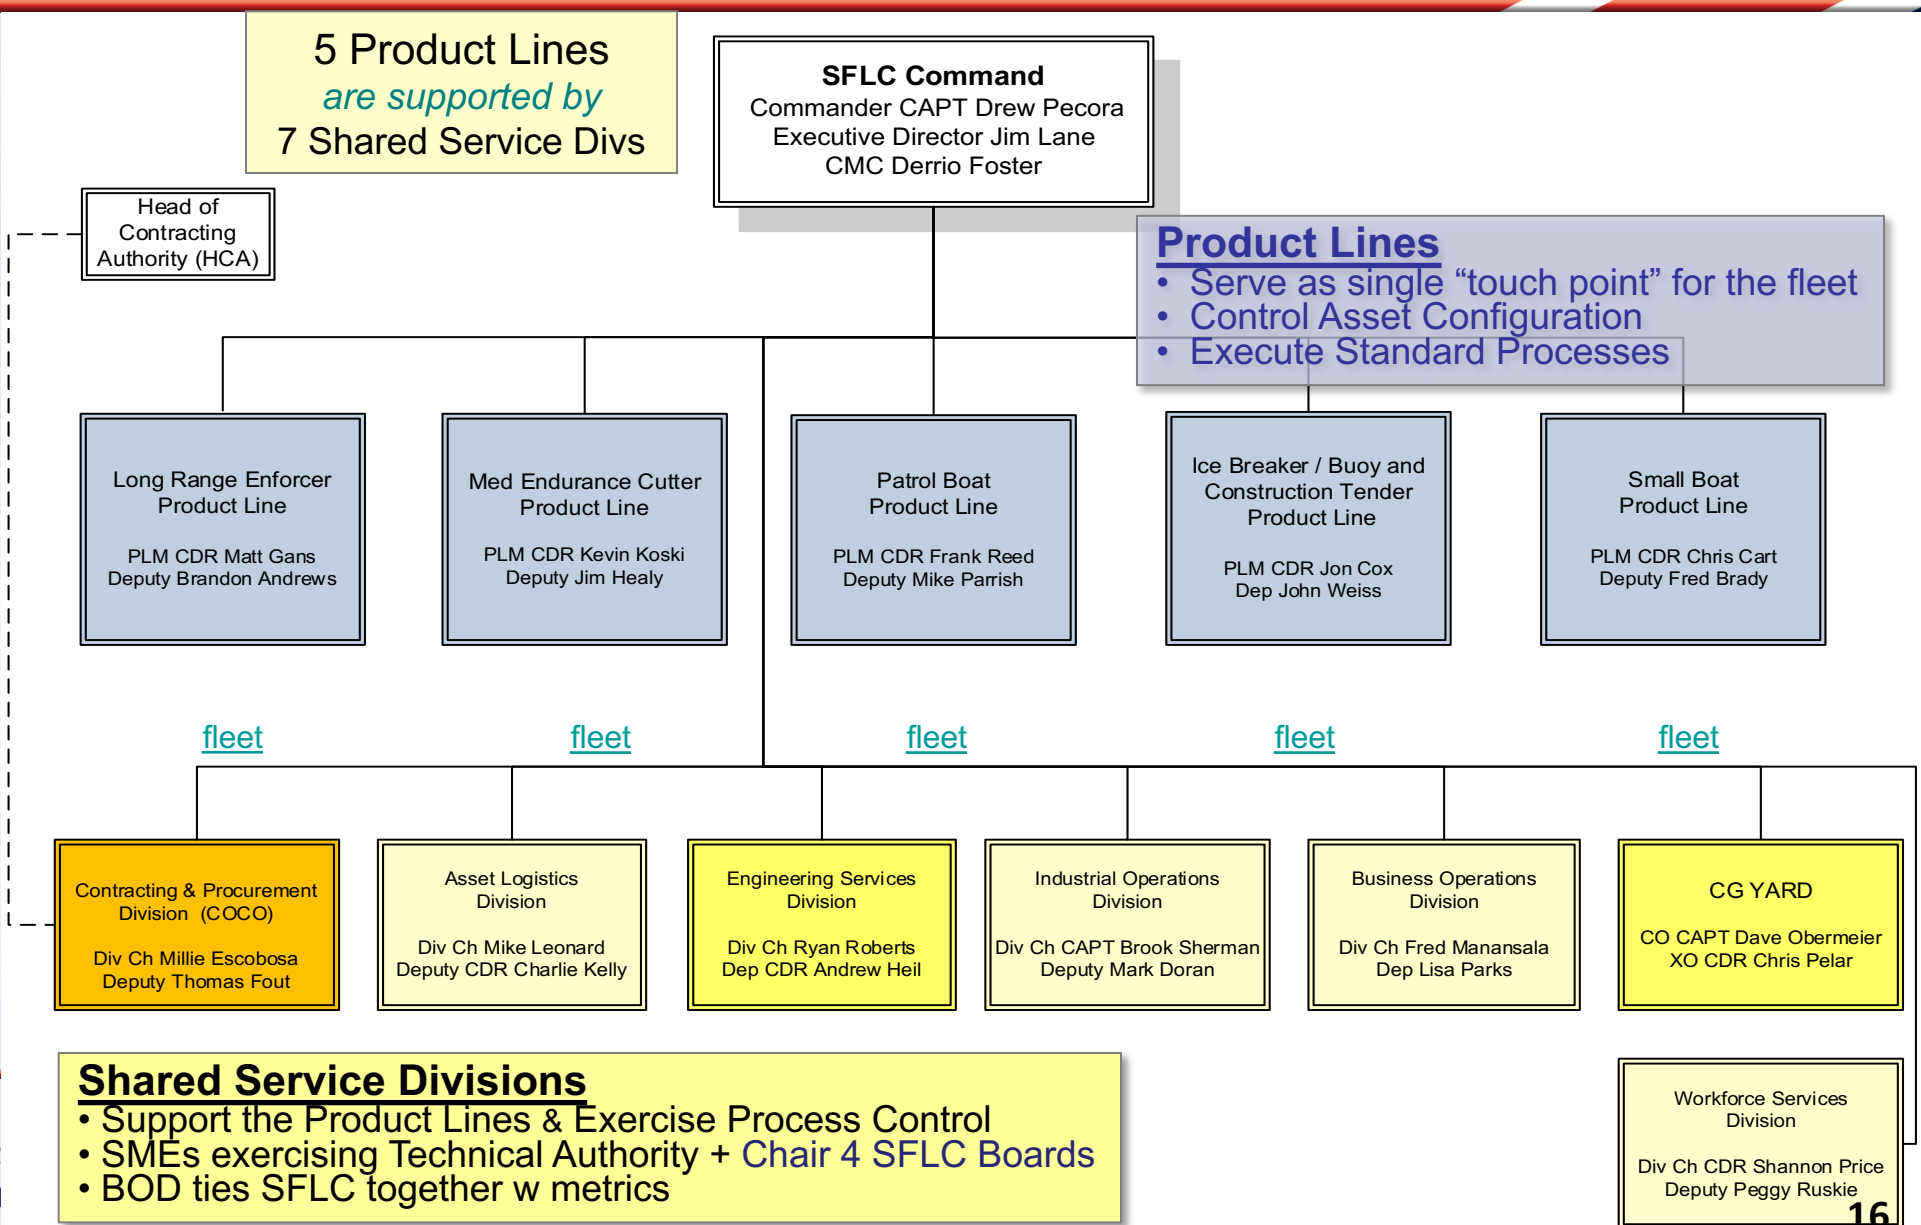 5 Product Lines
are supported by
7 Shared Service Divs
SFLC Command
Commander CAPT Drew Pecora
Executive Director Jim Lane
CMC Derrio Foster
Head of
Contracting
Authority (HCA)
Product Lines
• Serve as single “touch point” for the fleet
• Control Asset Configuration
• Execute Standard Processes
Long Range Enforcer
Product Line
PLM CDR Matt Gans
Deputy Brandon Andrews
Med Endurance Cutter
Product Line
PLM CDR Kevin Koski
Deputy Jim Healy
Patrol Boat
Product Line
PLM CDR Frank Reed
Deputy Mike Parrish
Ice Breaker / Buoy and
Construction Tender
Product Line
PLM CDR Jon Cox
Dep John Weiss
Small Boat
Product Line
PLM CDR Chris Cart
Deputy Fred Brady
fleet
fleet
fleet
fleet
fleet
Contracting & Procurement
Division (COCO)
Div Ch Millie Escobosa
Deputy Thomas Fout
Asset Logistics
Division
Div Ch Mike Leonard
Deputy CDR Charlie Kelly
Engineering Services
Division
Div Ch Ryan Roberts
Dep CDR Andrew Heil
Industrial Operations
Division
Div Ch CAPT Brook Sherman
Deputy Mark Doran
Business Operations
Division
Div Ch Fred Manansala
Dep Lisa Parks
CG YARD
CO CAPT Dave Obermeier
XO CDR Chris Pelar
Shared Service Divisions
• Support the Product Lines & Exercise Process Control
• SMEs exercising Technical Authority + Chair 4 SFLC Boards
• BOD ties SFLC together w metrics
Workforce Services
Division
Div Ch CDR Shannon Price
Deputy Peggy Ruskie
16